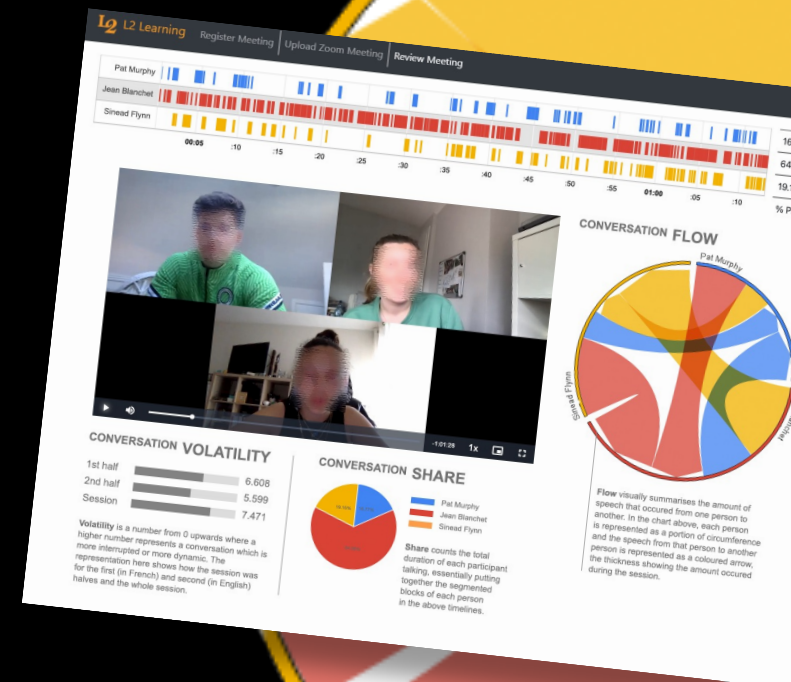 L2 L2 Learning Register Meeting Upload Zoom Meeting Review Meeting
Pat Murphy
Jean Blanchet
Sinead Flynn
00:05 :10 :15 :20 :25 :30 :35 :40 :45 :50 :55 01:00 :05 :10
16
64
19.
% P
CONVERSATION FLOW
Pat Murphy
Sinead Flynn
-1:01:28 1x
CONVERSATION VOLATILITY
1st half 6.608
2nd half 5.599
Session 7.471
Volatility is a number from 0 upwards where a
higher number represents a conversation which is
more interrupted or more dynamic. The
representation here shows how the session was
for the first (in French) and second (in English)
halves and the whole session.
CONVERSATION SHARE
Pat Murphy
Jean Blanchet
Sinead Flynn
Share counts the total
duration of each participant
talking, essentially putting
together the segmented
blocks of each person
in the above timelines.
Flow visually summarises the amount of
speech that occured from one person to
another. In the chart above, each person
is represented as a portion of circumference
and the speech from that person to another
person is represented as a coloured arrow,
the thickness showing the amount occured
during the session.